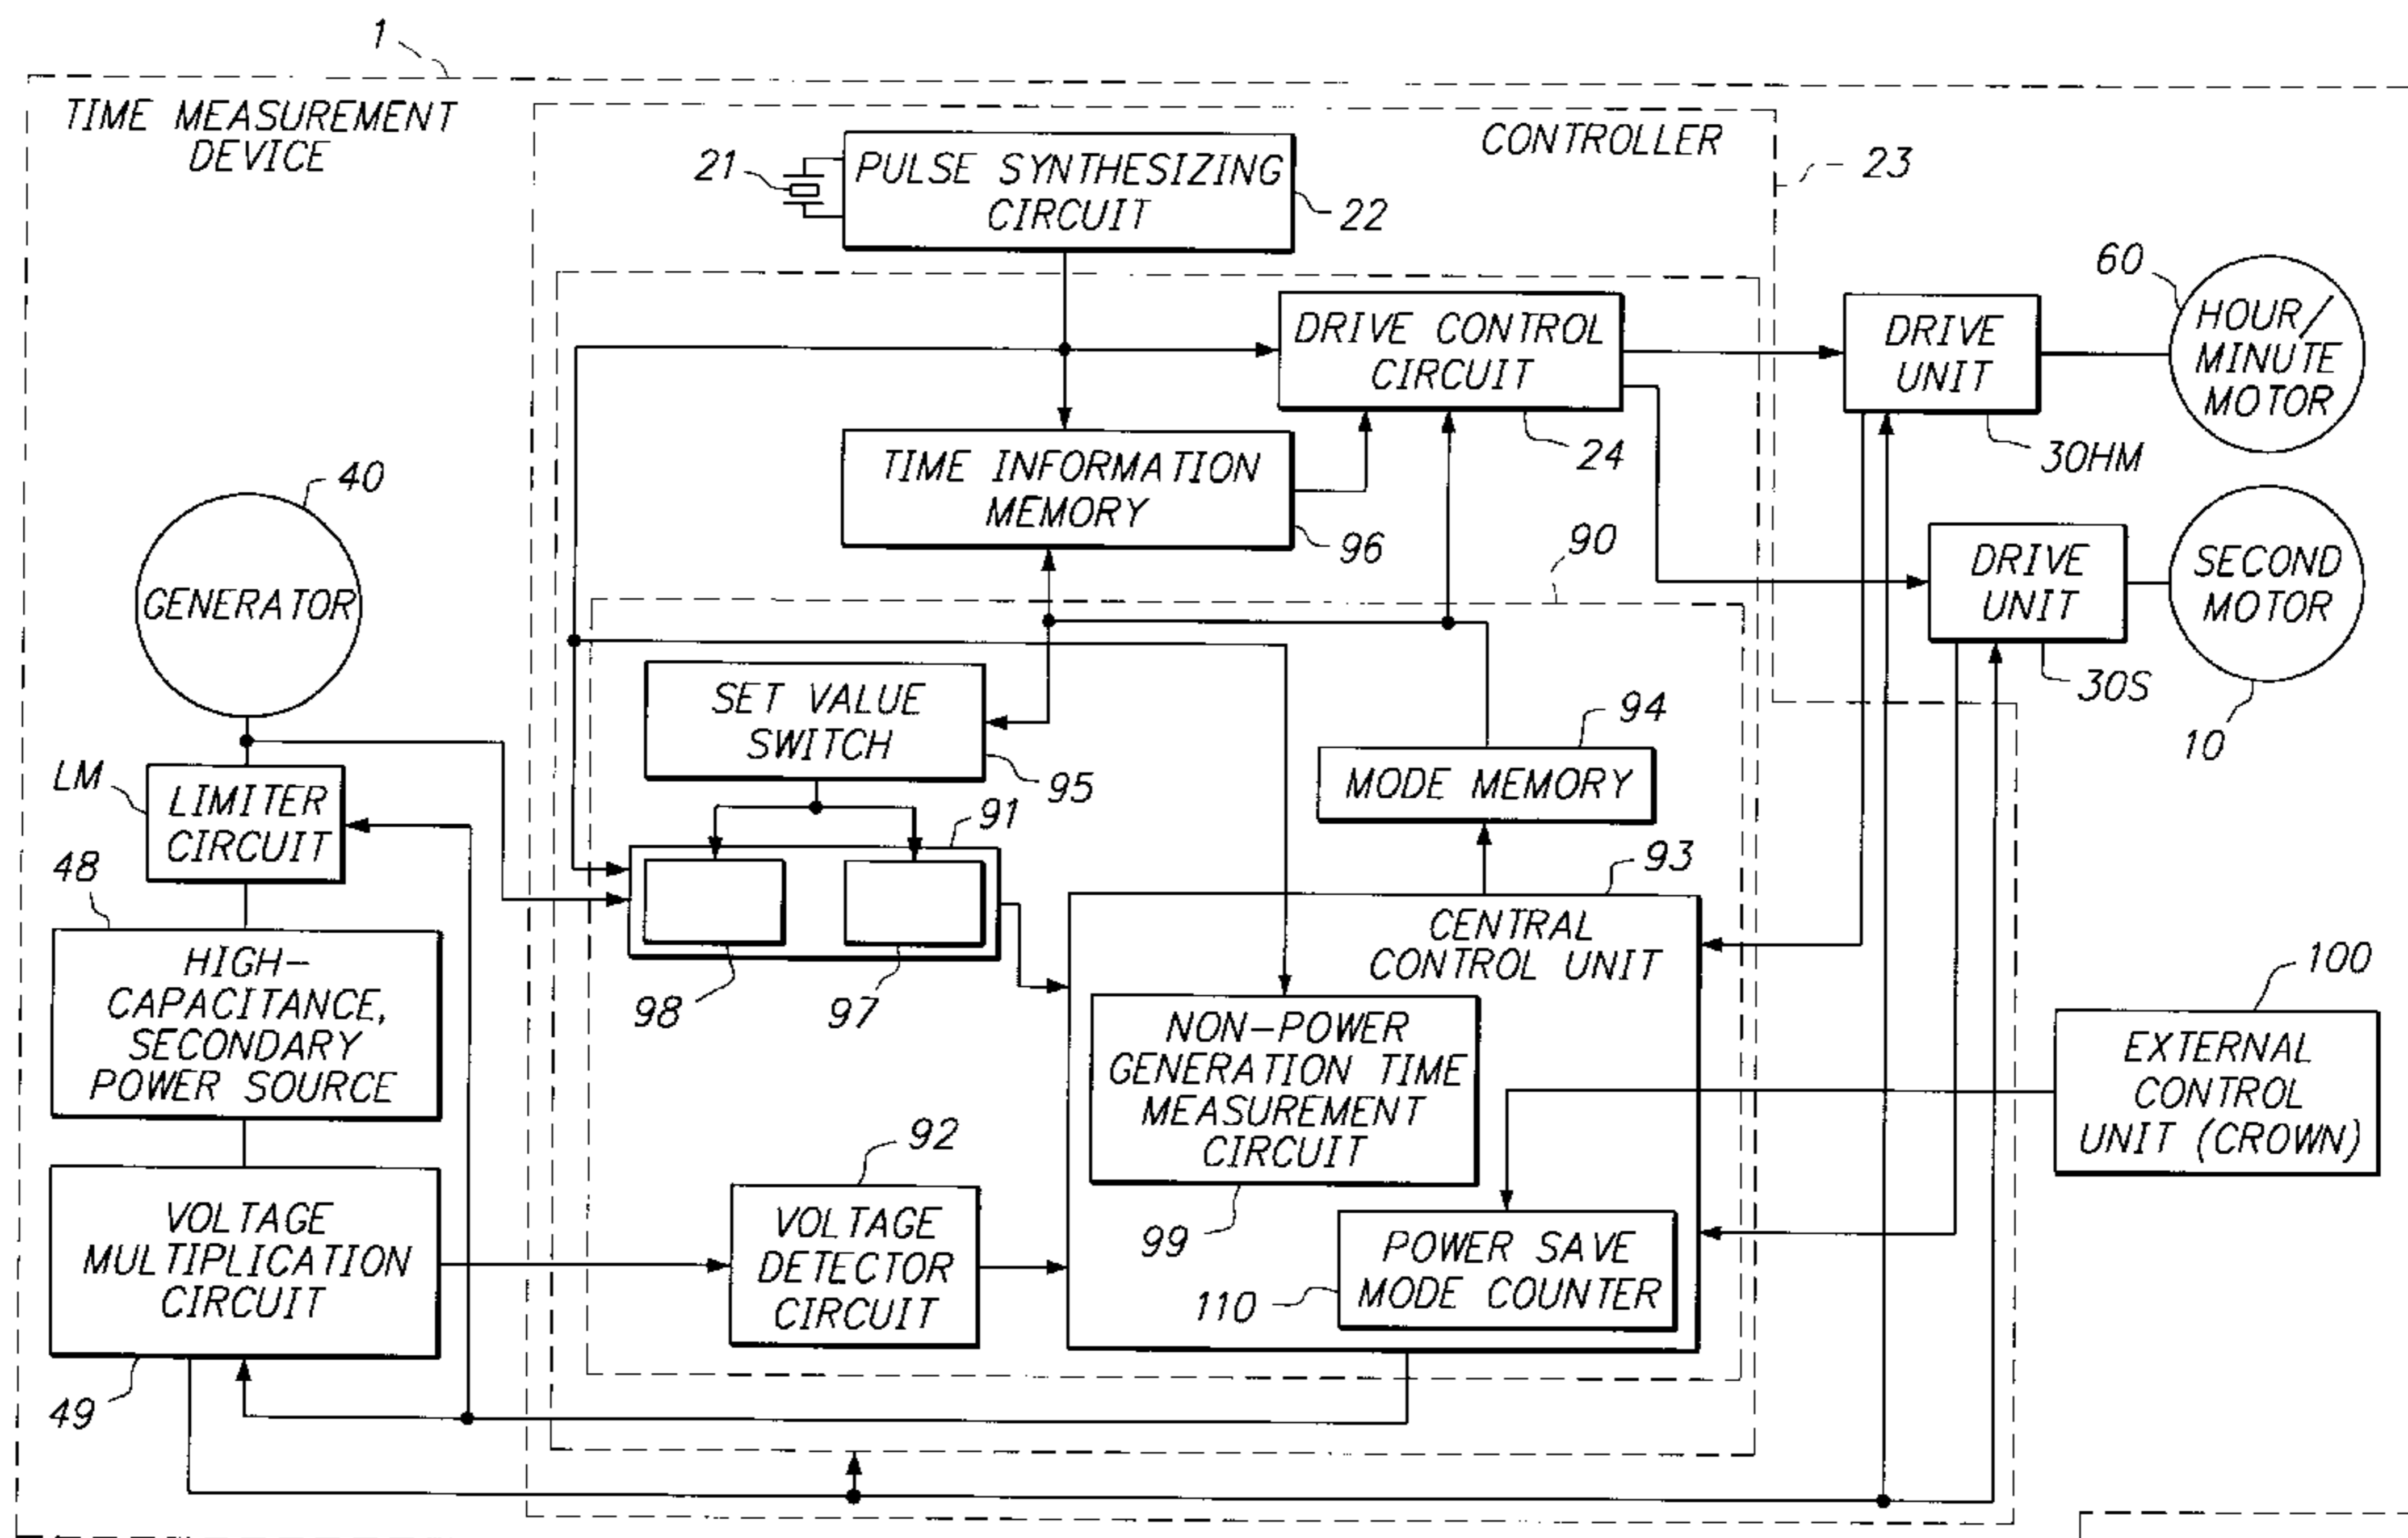 1
TIME MEASUREMENT
DEVICE
CONTROLLER
23
21
PULSE SYNTHESIZING
CIRCUIT
22
DRIVE CONTROL
CIRCUIT
24
DRIVE
UNIT
30HM
60
HOUR/
MINUTE
MOTOR
TIME INFORMATION
MEMORY
96
40
GENERATOR
90
DRIVE
UNIT
30S
SECOND
MOTOR
10
SET VALUE
SWITCH
95
94
MODE MEMORY
LM
LIMITER
CIRCUIT
91
98
97
93
CENTRAL
CONTROL UNIT
48
HIGH-
CAPACITANCE,
SECONDARY
POWER SOURCE
NON-POWER
GENERATION TIME
MEASUREMENT
CIRCUIT
99
100
EXTERNAL
CONTROL
UNIT (CROWN)
92
VOLTAGE
DETECTOR
CIRCUIT
VOLTAGE
MULTIPLICATION
CIRCUIT
49
110
POWER SAVE
MODE COUNTER